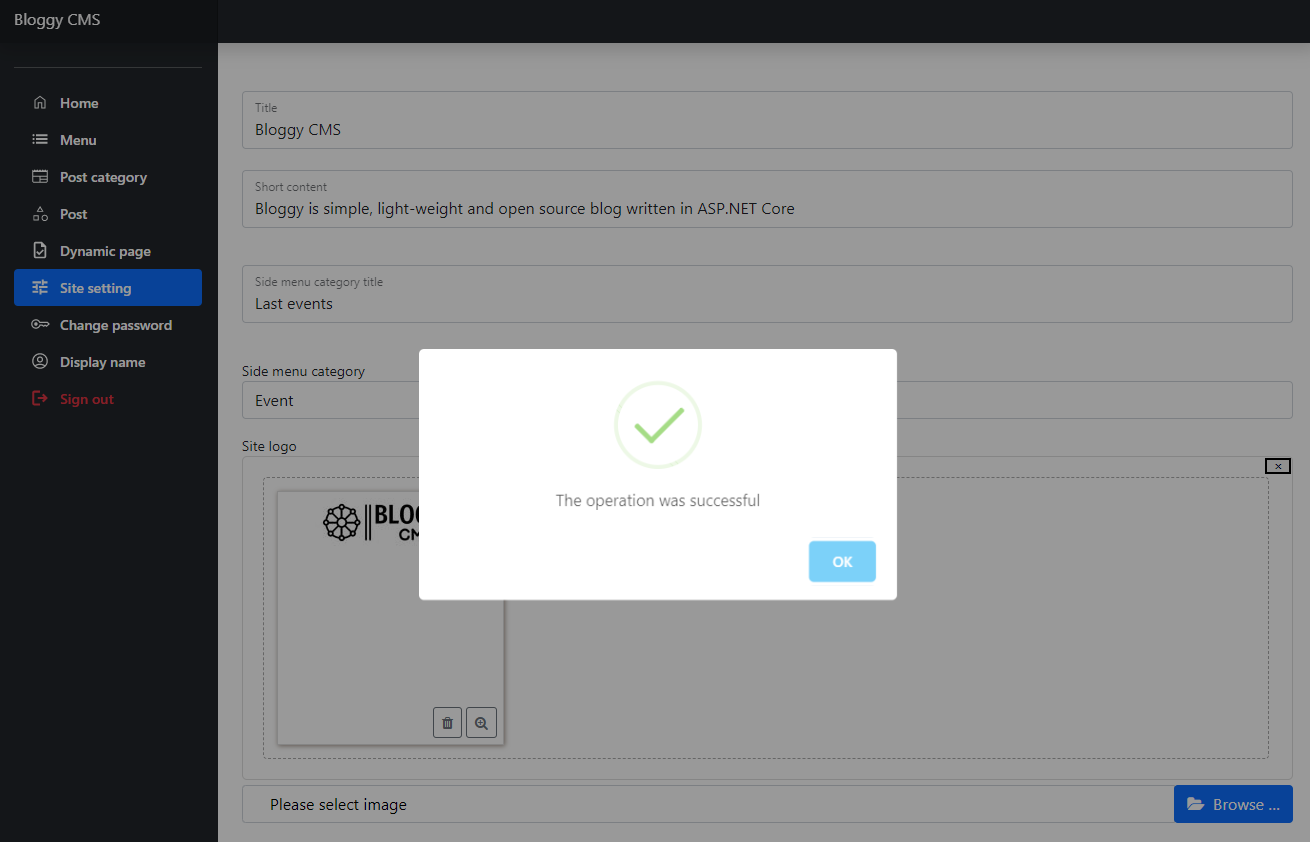 Bloggy CMS
Home
Menu
Post category
Post
Dynamic page
Site setting
Change password
Display name
Sign out
Title
Bloggy CMS
Short content
Bloggy is simple, light-weight and open source blog written in ASP.NET Core
Side menu category title
Last events
Side menu category
Event
Site logo
The operation was successful
OK
Please select image
Browse ...